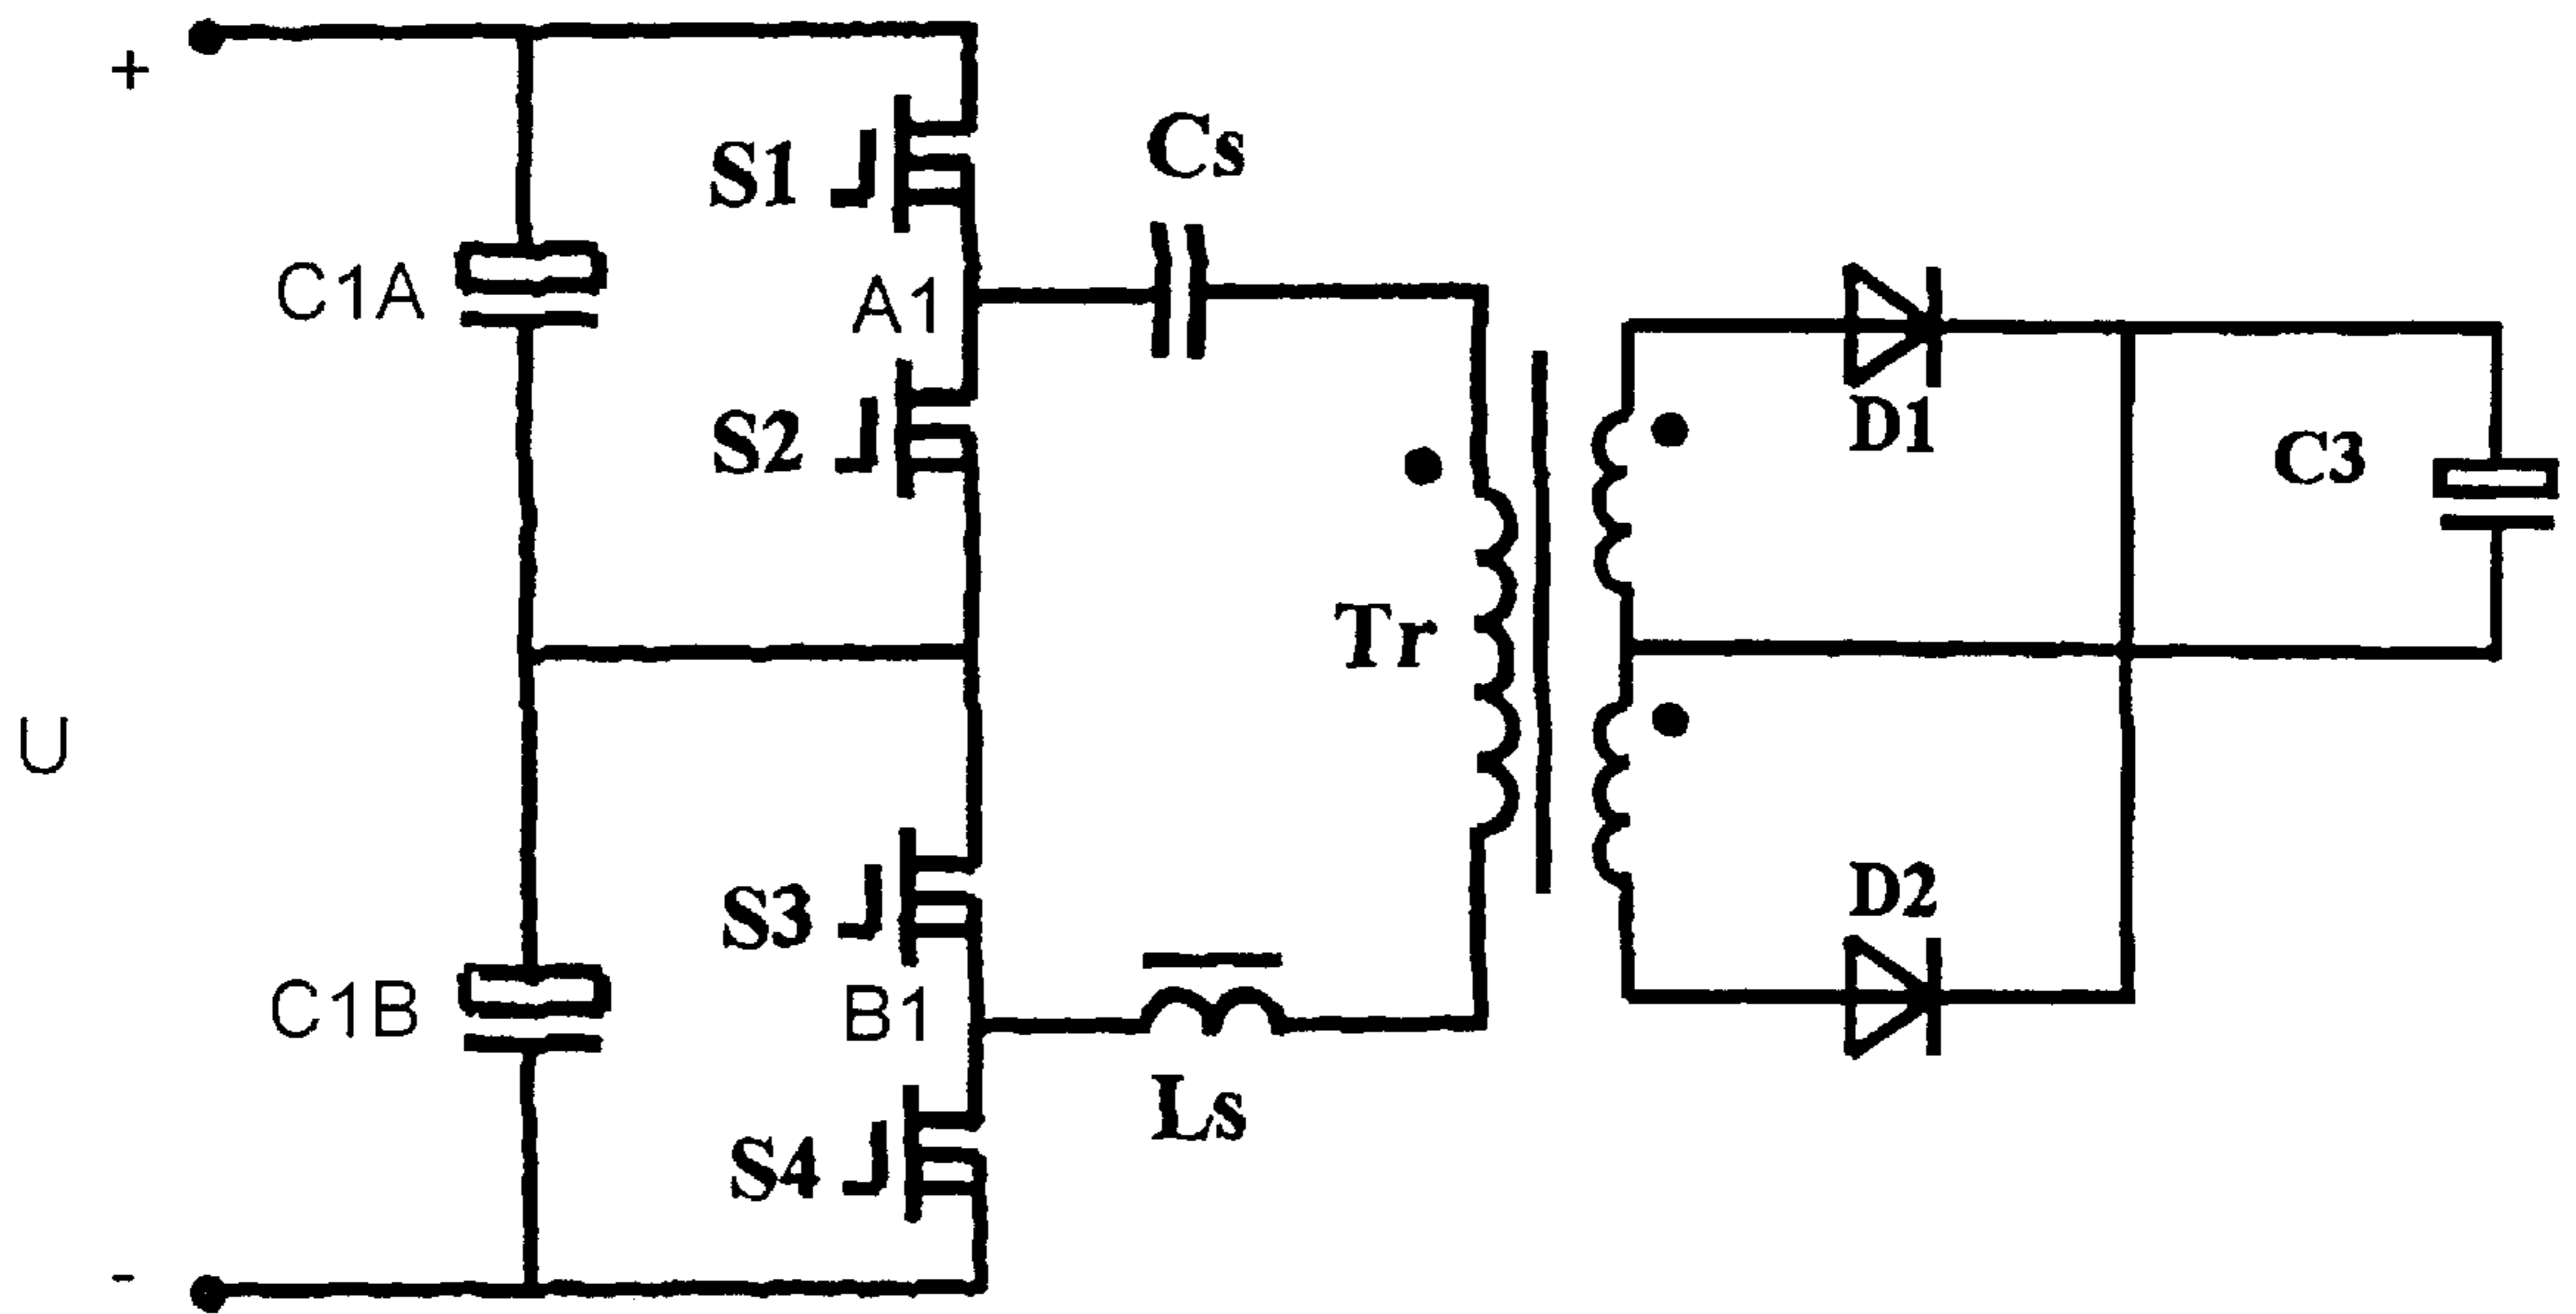 +
S1
Cs
C1A
A1
S2
D1
C3
Tr
U
S3
D2
C1B
B1
Ls
S4
-